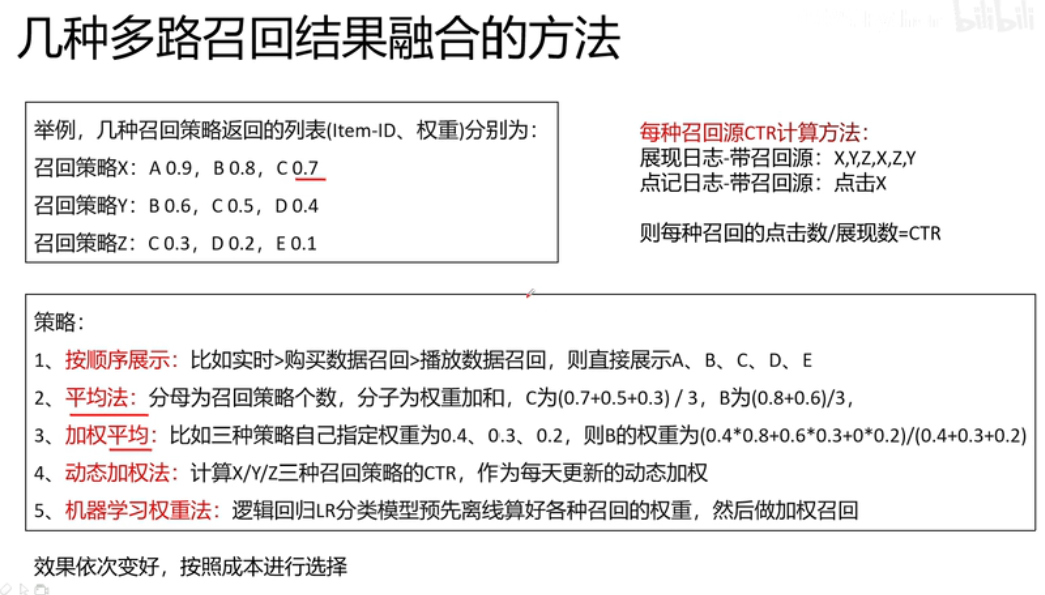 几种多路召回结果融合的方法
bilibili
举例，几种召回策略返回的列表(Item-ID、权重)分别为：
召回策略X：A 0.9，B 0.8，C 0.7
召回策略Y：B 0.6，C 0.5，D 0.4
召回策略Z：C 0.3，D 0.2，E 0.1
每种召回源CTR计算方法：
展现日志-带召回源：X,Y,Z,X,Z,Y
点记日志-带召回源：点击X
则每种召回的点击数/展现数=CTR
策略：
1、按顺序展示：比如实时>购买数据召回>播放数据召回，则直接展示A、B、C、D、E
2、平均法：分母为召回策略个数，分子为权重加和，C为(0.7+0.5+0.3) / 3，B为(0.8+0.6)/3，
3、加权平均：比如三种策略自己指定权重为0.4、0.3、0.2，则B的权重为(0.4*0.8+0.6*0.3+0*0.2)/(0.4+0.3+0.2)
4、动态加权法：计算X/Y/Z三种召回策略的CTR，作为每天更新的动态加权
5、机器学习权重法：逻辑回归LR分类模型预先离线算好各种召回的权重，然后做加权召回
效果依次变好，按照成本进行选择